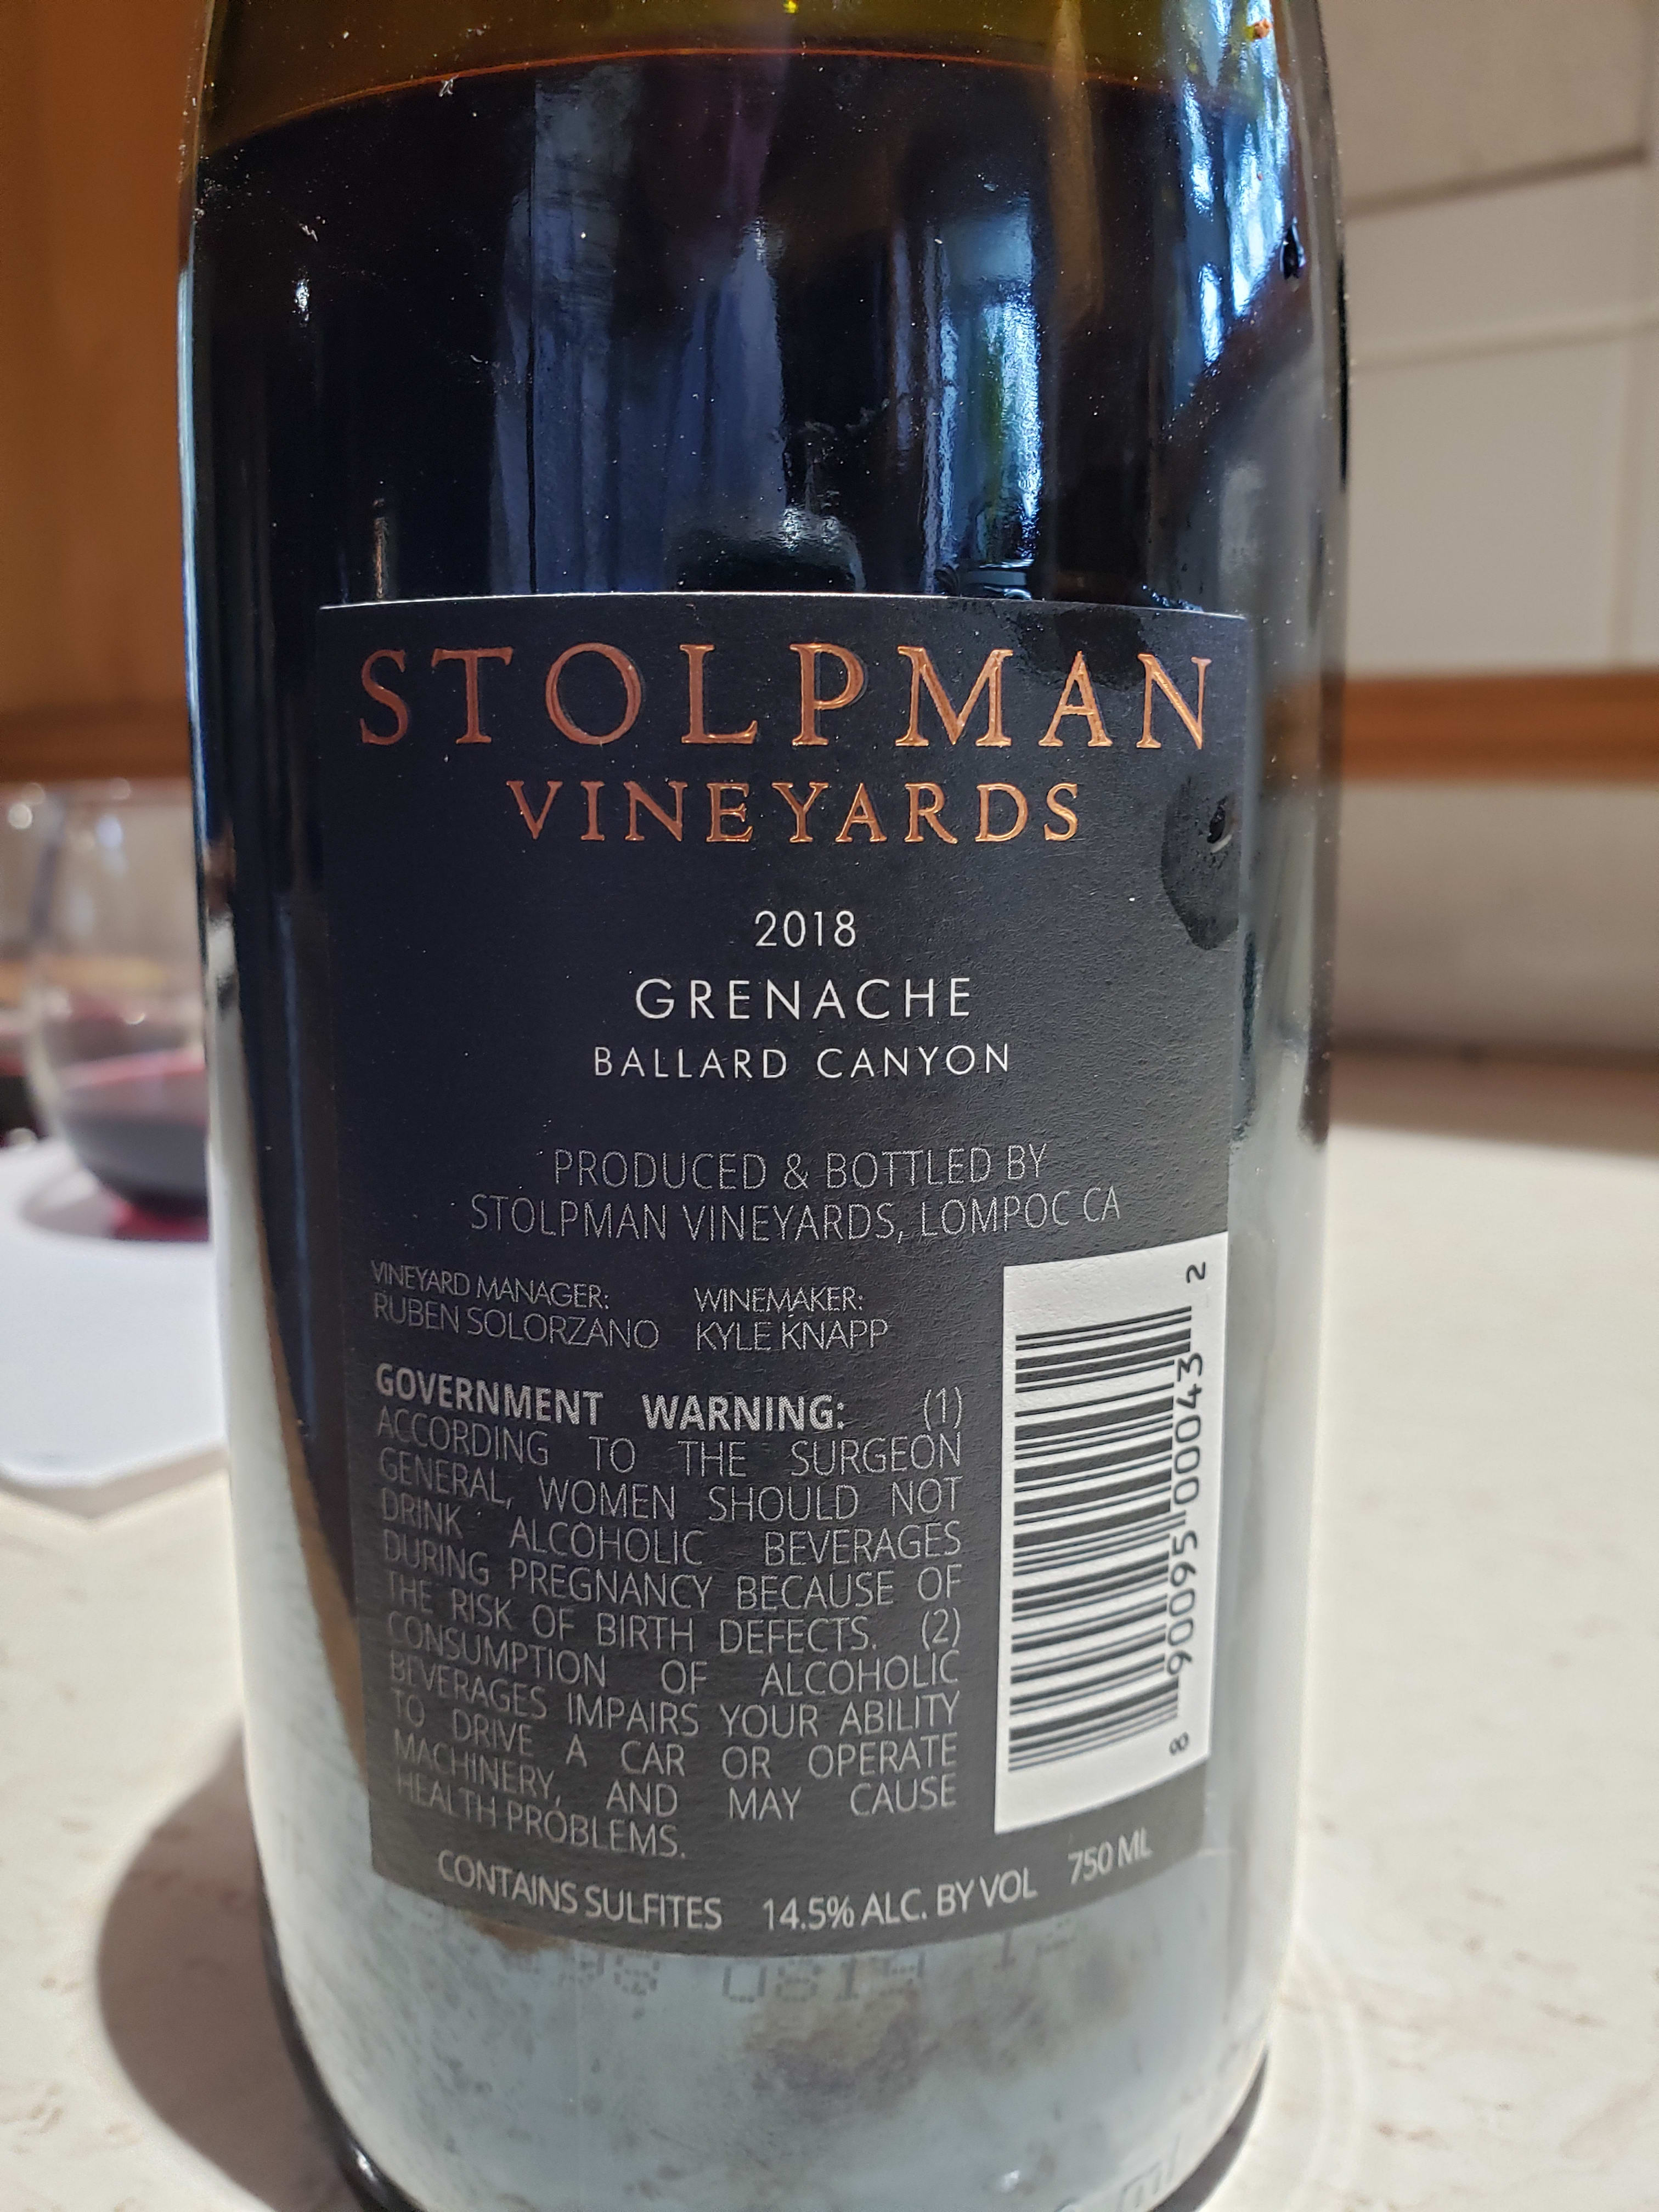 STOLPMAN
VINEYARDS
2018
GRENACHE
BALLARD CANYON
PRODUCED & BOTTLED BY
STOLPMAN VINEYARDS, LOMPOC CA
VINEYARD MANAGER:
RUBEN SOLORZANO
WINEMAKER:
KYLE KNAPP
GOVERNMENT WARNING: (1)
ACCORDING TO THE SURGEON
GENERAL, WOMEN SHOULD NOT
DRINK ALCOHOLIC BEVERAGES
DURING PREGNANCY BECAUSE OF
THE RISK OF BIRTH DEFECTS. (2)
CONSUMPTION OF ALCOHOLIC
BEVERAGES IMPAIRS YOUR ABILITY
TO DRIVE A CAR OR OPERATE
MACHINERY, AND MAY CAUSE
HEALTH PROBLEMS.
8 90095 00043 2
CONTAINS SULFITES 14.5% ALC. BY VOL 750 ML